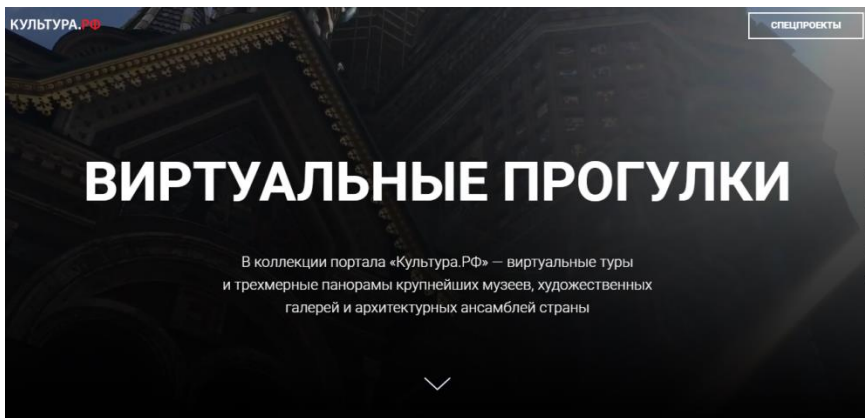 КУЛЬТУРА.РФ
СПЕЦПРОЕКТЫ
ВИРТУАЛЬНЫЕ ПРОГУЛКИ
В коллекции портала «Культура.РФ» — виртуальные туры
и трехмерные панорамы крупнейших музеев, художественных
галерей и архитектурных ансамблей страны